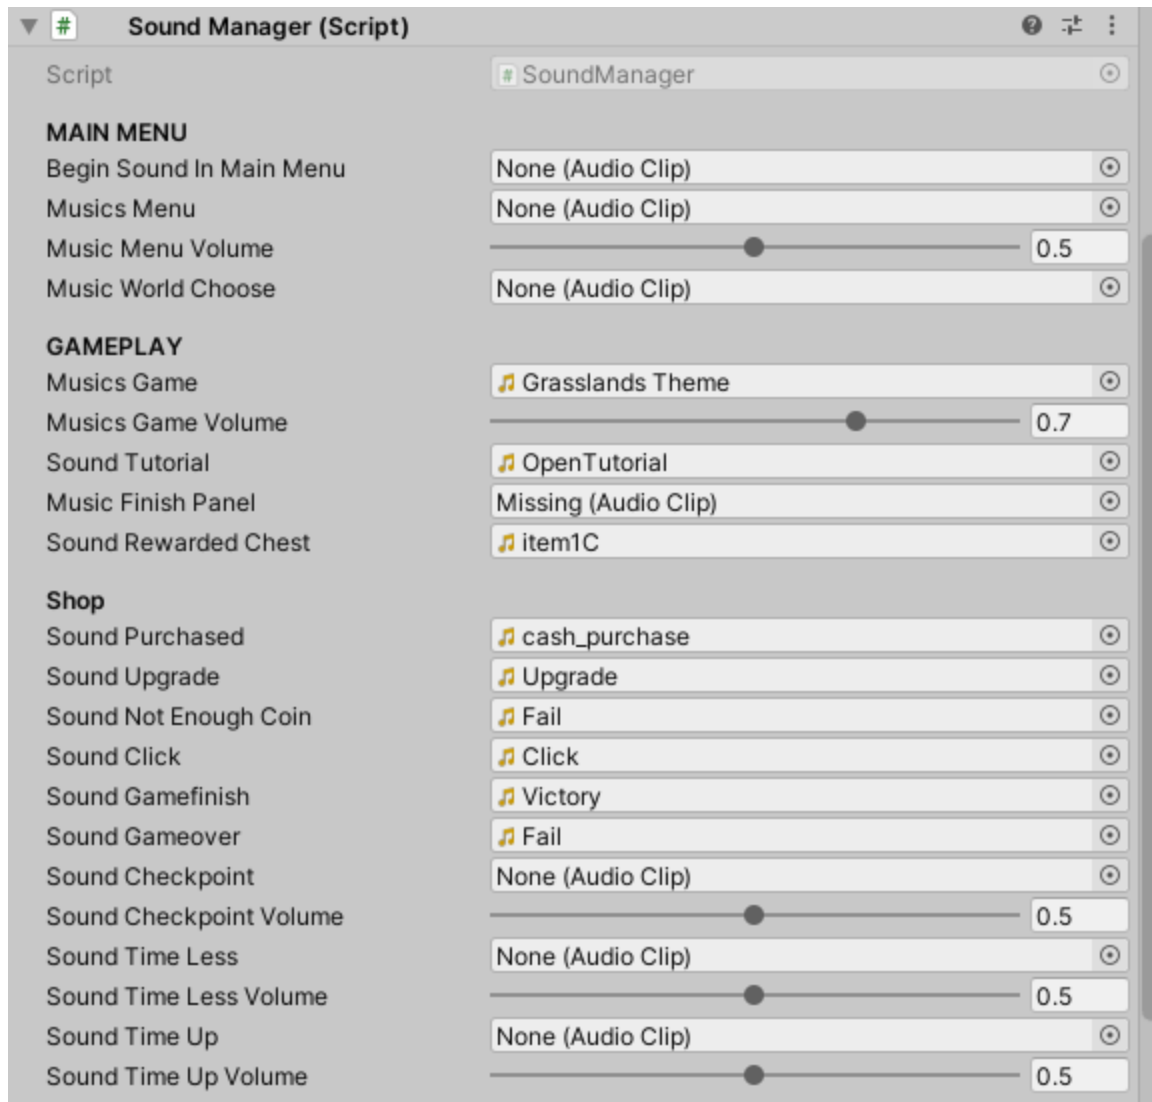 Sound Manager (Script)
Script # SoundManager
MAIN MENU
Begin Sound In Main Menu None (Audio Clip)
Musics Menu None (Audio Clip)
Music Menu Volume 0.5
Music World Choose None (Audio Clip)
GAMEPLAY
Musics Game Grasslands Theme
Musics Game Volume 0.7
Sound Tutorial OpenTutorial
Music Finish Panel Missing (Audio Clip)
Sound Rewarded Chest item1C
Shop
Sound Purchased cash_purchase
Sound Upgrade Upgrade
Sound Not Enough Coin Fail
Sound Click Click
Sound Gamefinish Victory
Sound Gameover Fail
Sound Checkpoint None (Audio Clip)
Sound Checkpoint Volume 0.5
Sound Time Less None (Audio Clip)
Sound Time Less Volume 0.5
Sound Time Up None (Audio Clip)
Sound Time Up Volume 0.5